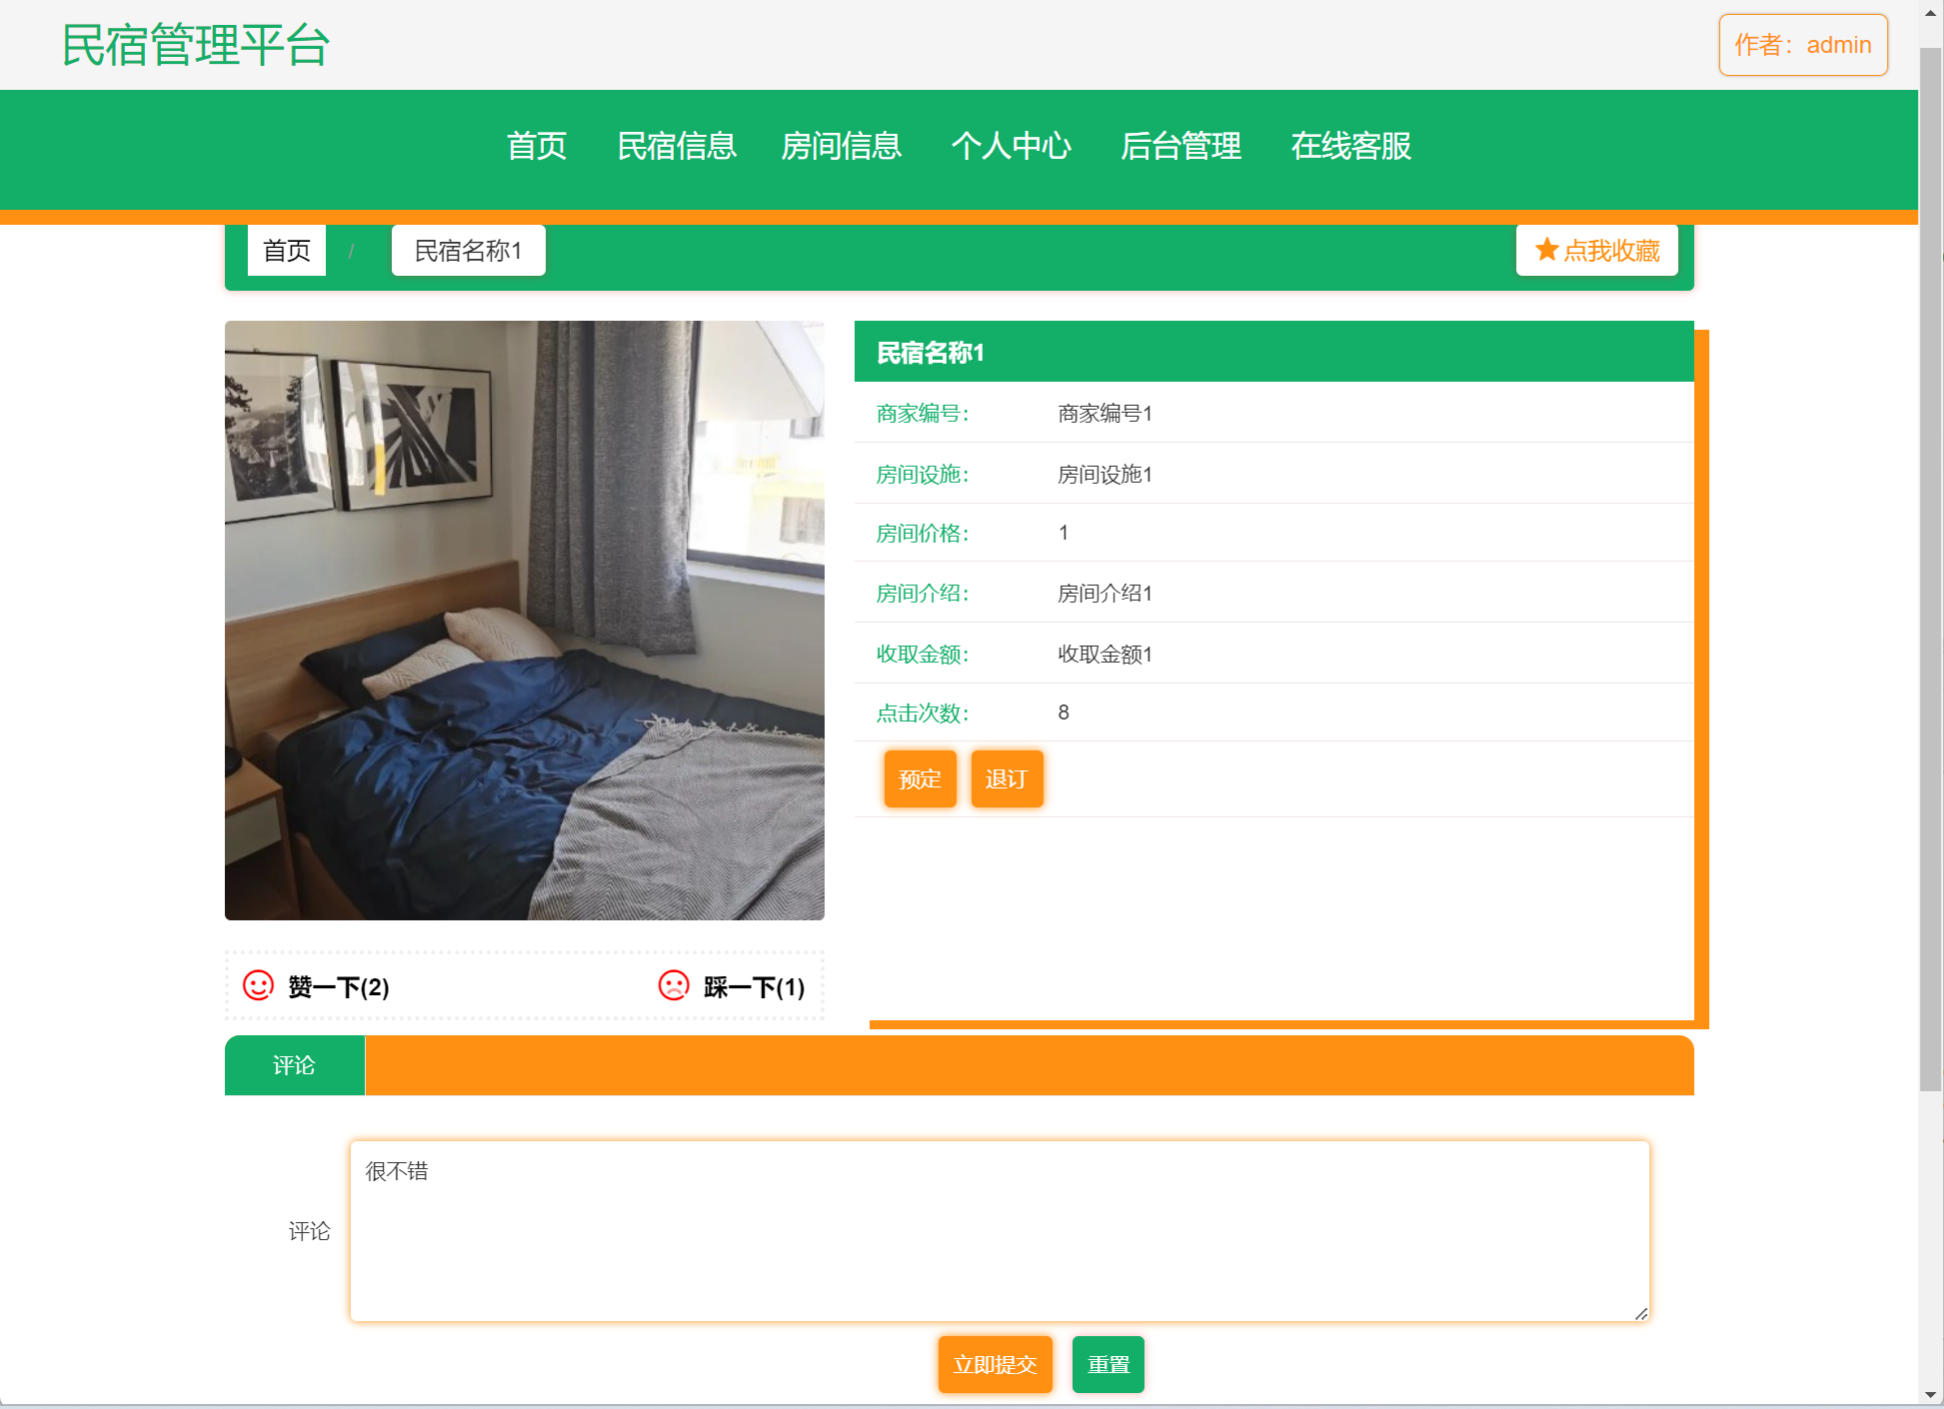 民宿管理平台
作者：admin
首页 民宿信息 房间信息 个人中心 后台管理 在线客服
首页 / 民宿名称1
★点我收藏
民宿名称1
商家编号： 商家编号1
房间设施： 房间设施1
房间价格： 1
房间介绍： 房间介绍1
收取金额： 收取金额1
点击次数： 8
预定 退订
赞一下(2) 踩一下(1)
评论
很不错
评论
立即提交 重置